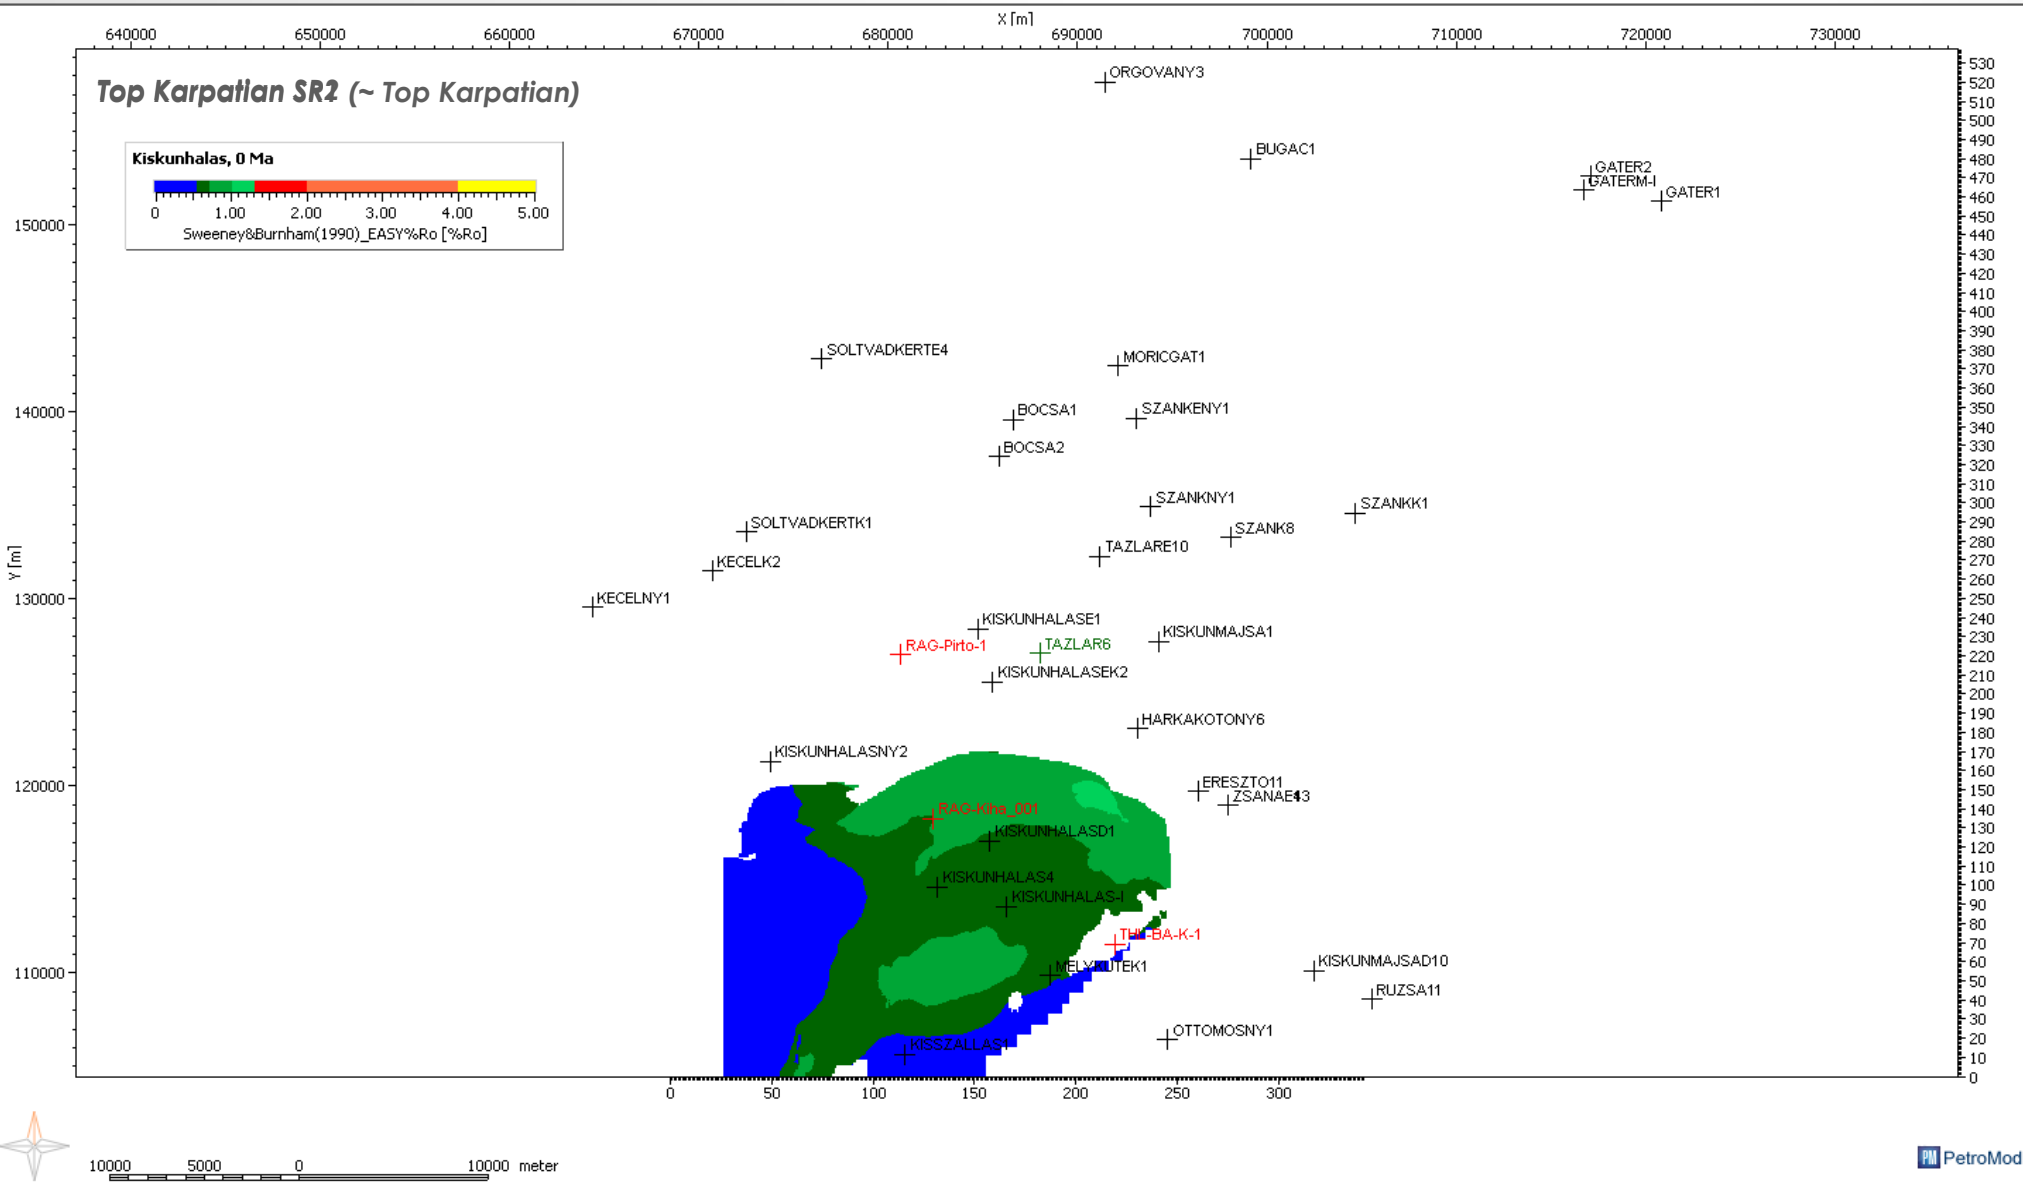 X [m]
640000 650000 660000 670000 680000 690000 700000 710000 720000 730000
Top Karpatian SR2 (~ Top Karpatian)
Kiskunhalas, 0 Ma
0 1.00 2.00 3.00 4.00 5.00
Sweeney&Burnham(1990)_EASY%Ro [%Ro]
Y [m]
150000
140000
130000
120000
110000
ORGOVANY3
BUGAC1
GATER2
GATERM-I
GATER1
SOLTVADKERTE4
MORICGAT1
BOCSA1
SZANKENY1
BOCSA2
SZANKNY1
SZANKK1
SOLTVADKERTK1
SZANK8
TAZLARE10
KECELK2
KECELNY1
KISKUNHALASE1
KISKUNMAJSA1
RAG-Pirto-1
TAZLAR6
KISKUNHALASEK2
HARKAKOTONY6
KISKUNHALASNY2
ERESZTO11
RAG-Kiha_001
KISKUNHALASD1
KISKUNHALAS4
KISKUNHALAS-I
MELYKUTEK1
KISKUNMAJSAD10
RUZSA11
OTTOMOSNY1
KISSZALLAS1
530
520
510
500
490
480
470
460
450
440
430
420
410
400
390
380
370
360
350
340
330
320
310
300
290
280
270
260
250
240
230
220
210
200
190
180
170
160
150
140
130
120
110
100
90
80
70
60
50
40
30
20
10
0
0 50 100 150 200 250 300
10000 5000 0 10000 meter
PM PetroMod